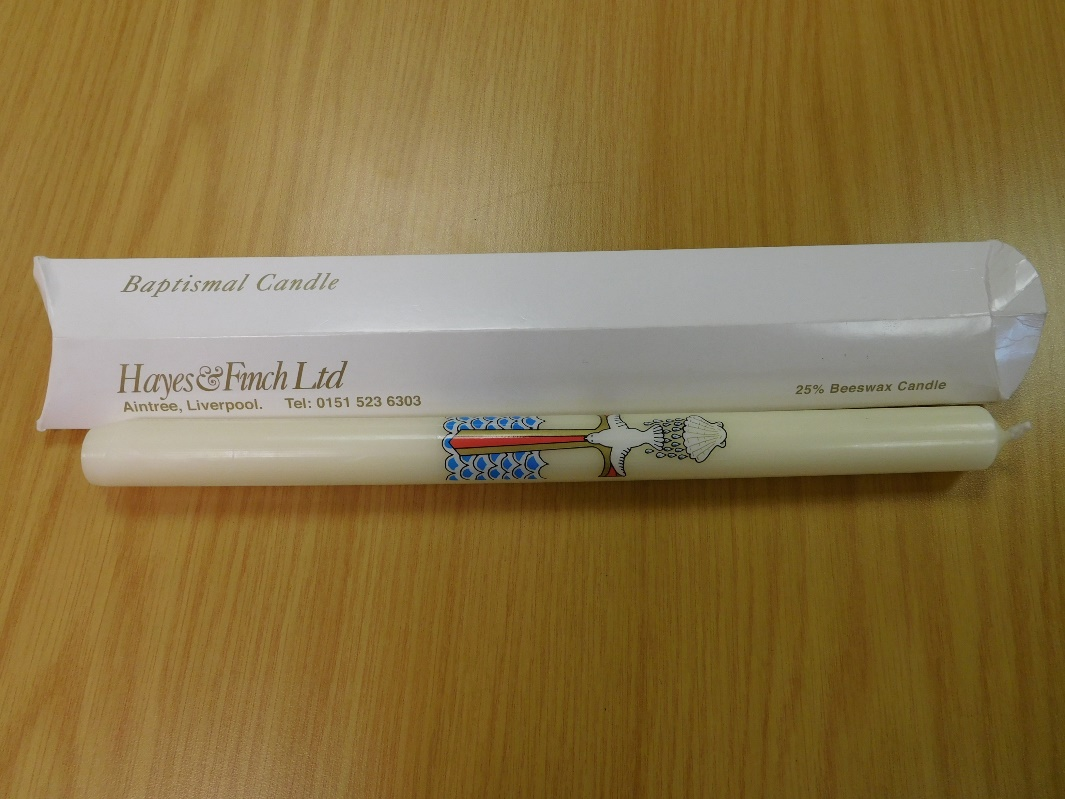 Baptismal Candle
Hayes & Finch Ltd
Aintree, Liverpool. Tel: 0151 523 6303
25% Beeswax Candle